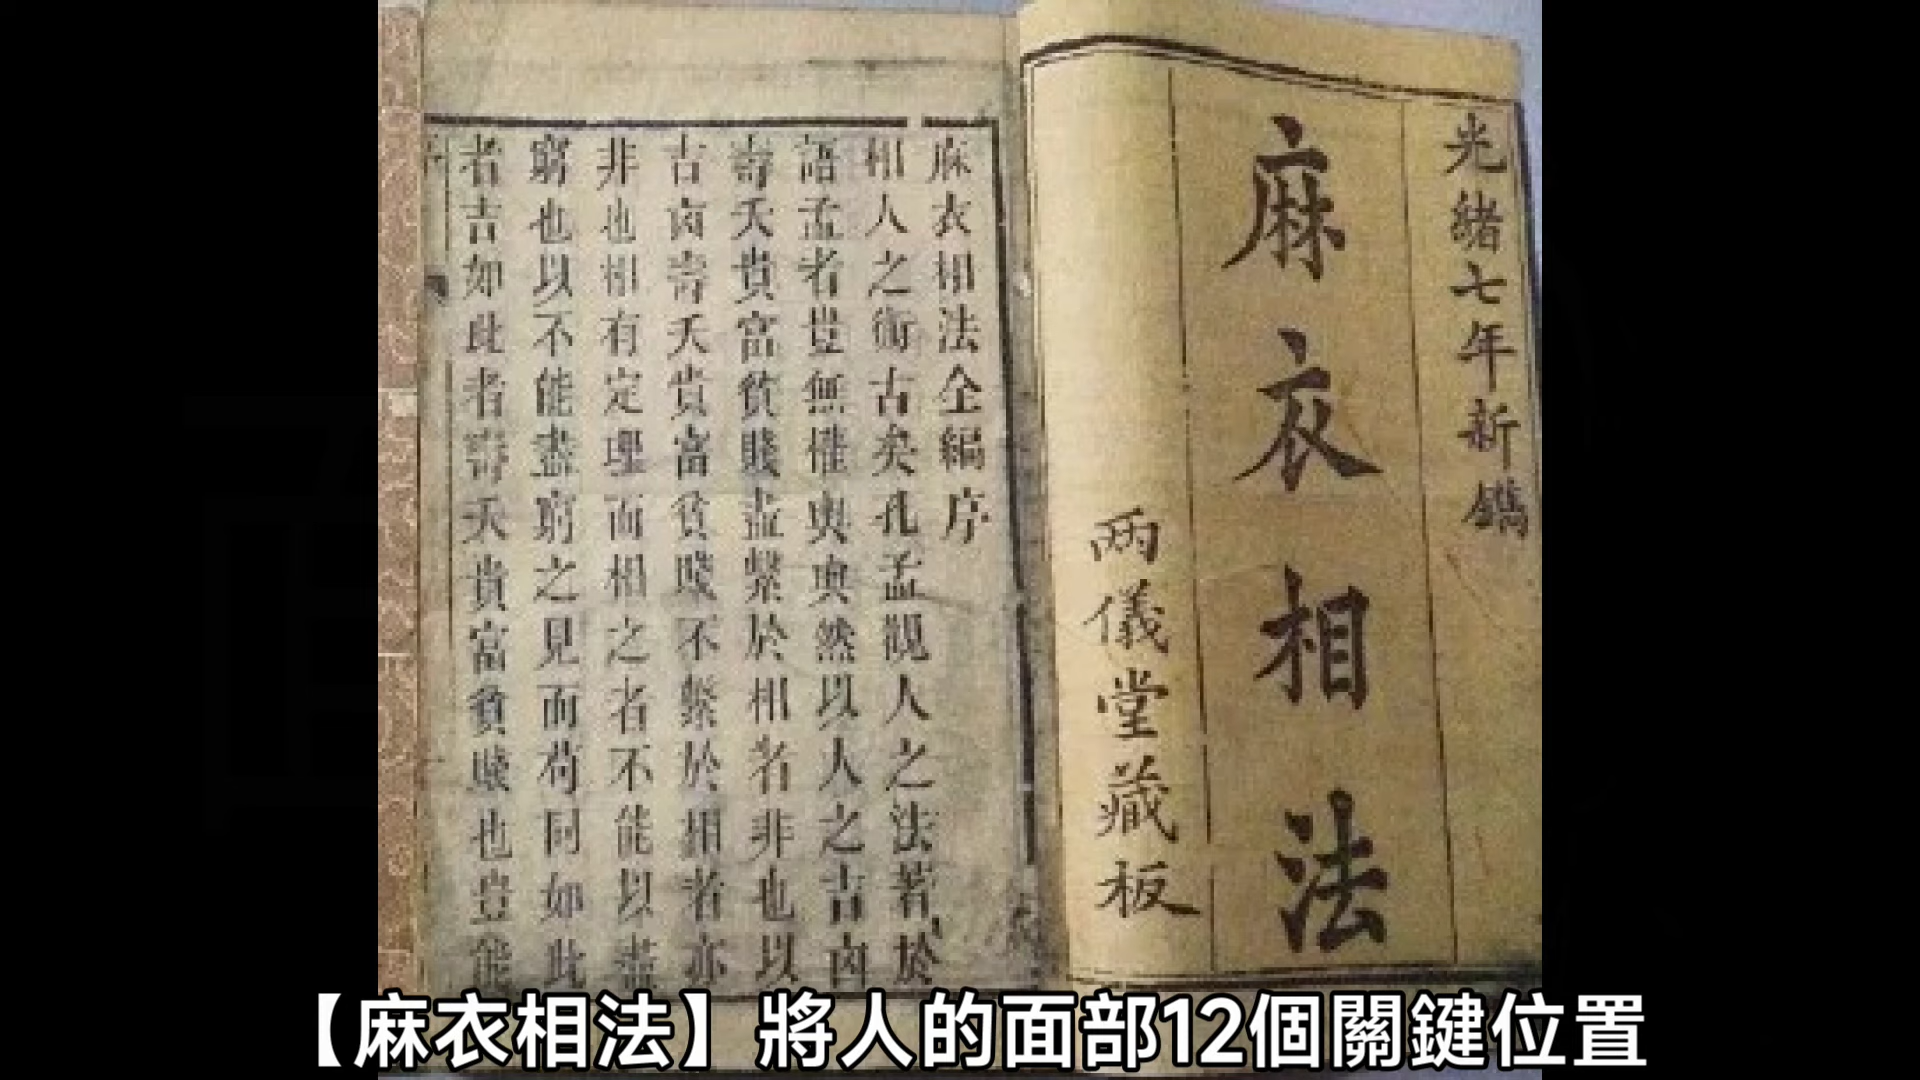 光緒七年新鐫
麻衣相法
兩儀堂藏板
麻衣相法全編序
相人之術古矣孔孟觀人之法若於
語孟者豈無權輿然以人之吉凶
壽夭貴富貧賤盡繫於相者非也以
古凶壽夭貴富貧賤不繫於相者亦
非也相有定理而相之者不能以盡
窮也以不能盡窮之見而苟同如此
者吉如此者壽夭貴富貧賤也豈能
【麻衣相法】將人的面部12個關鍵位置